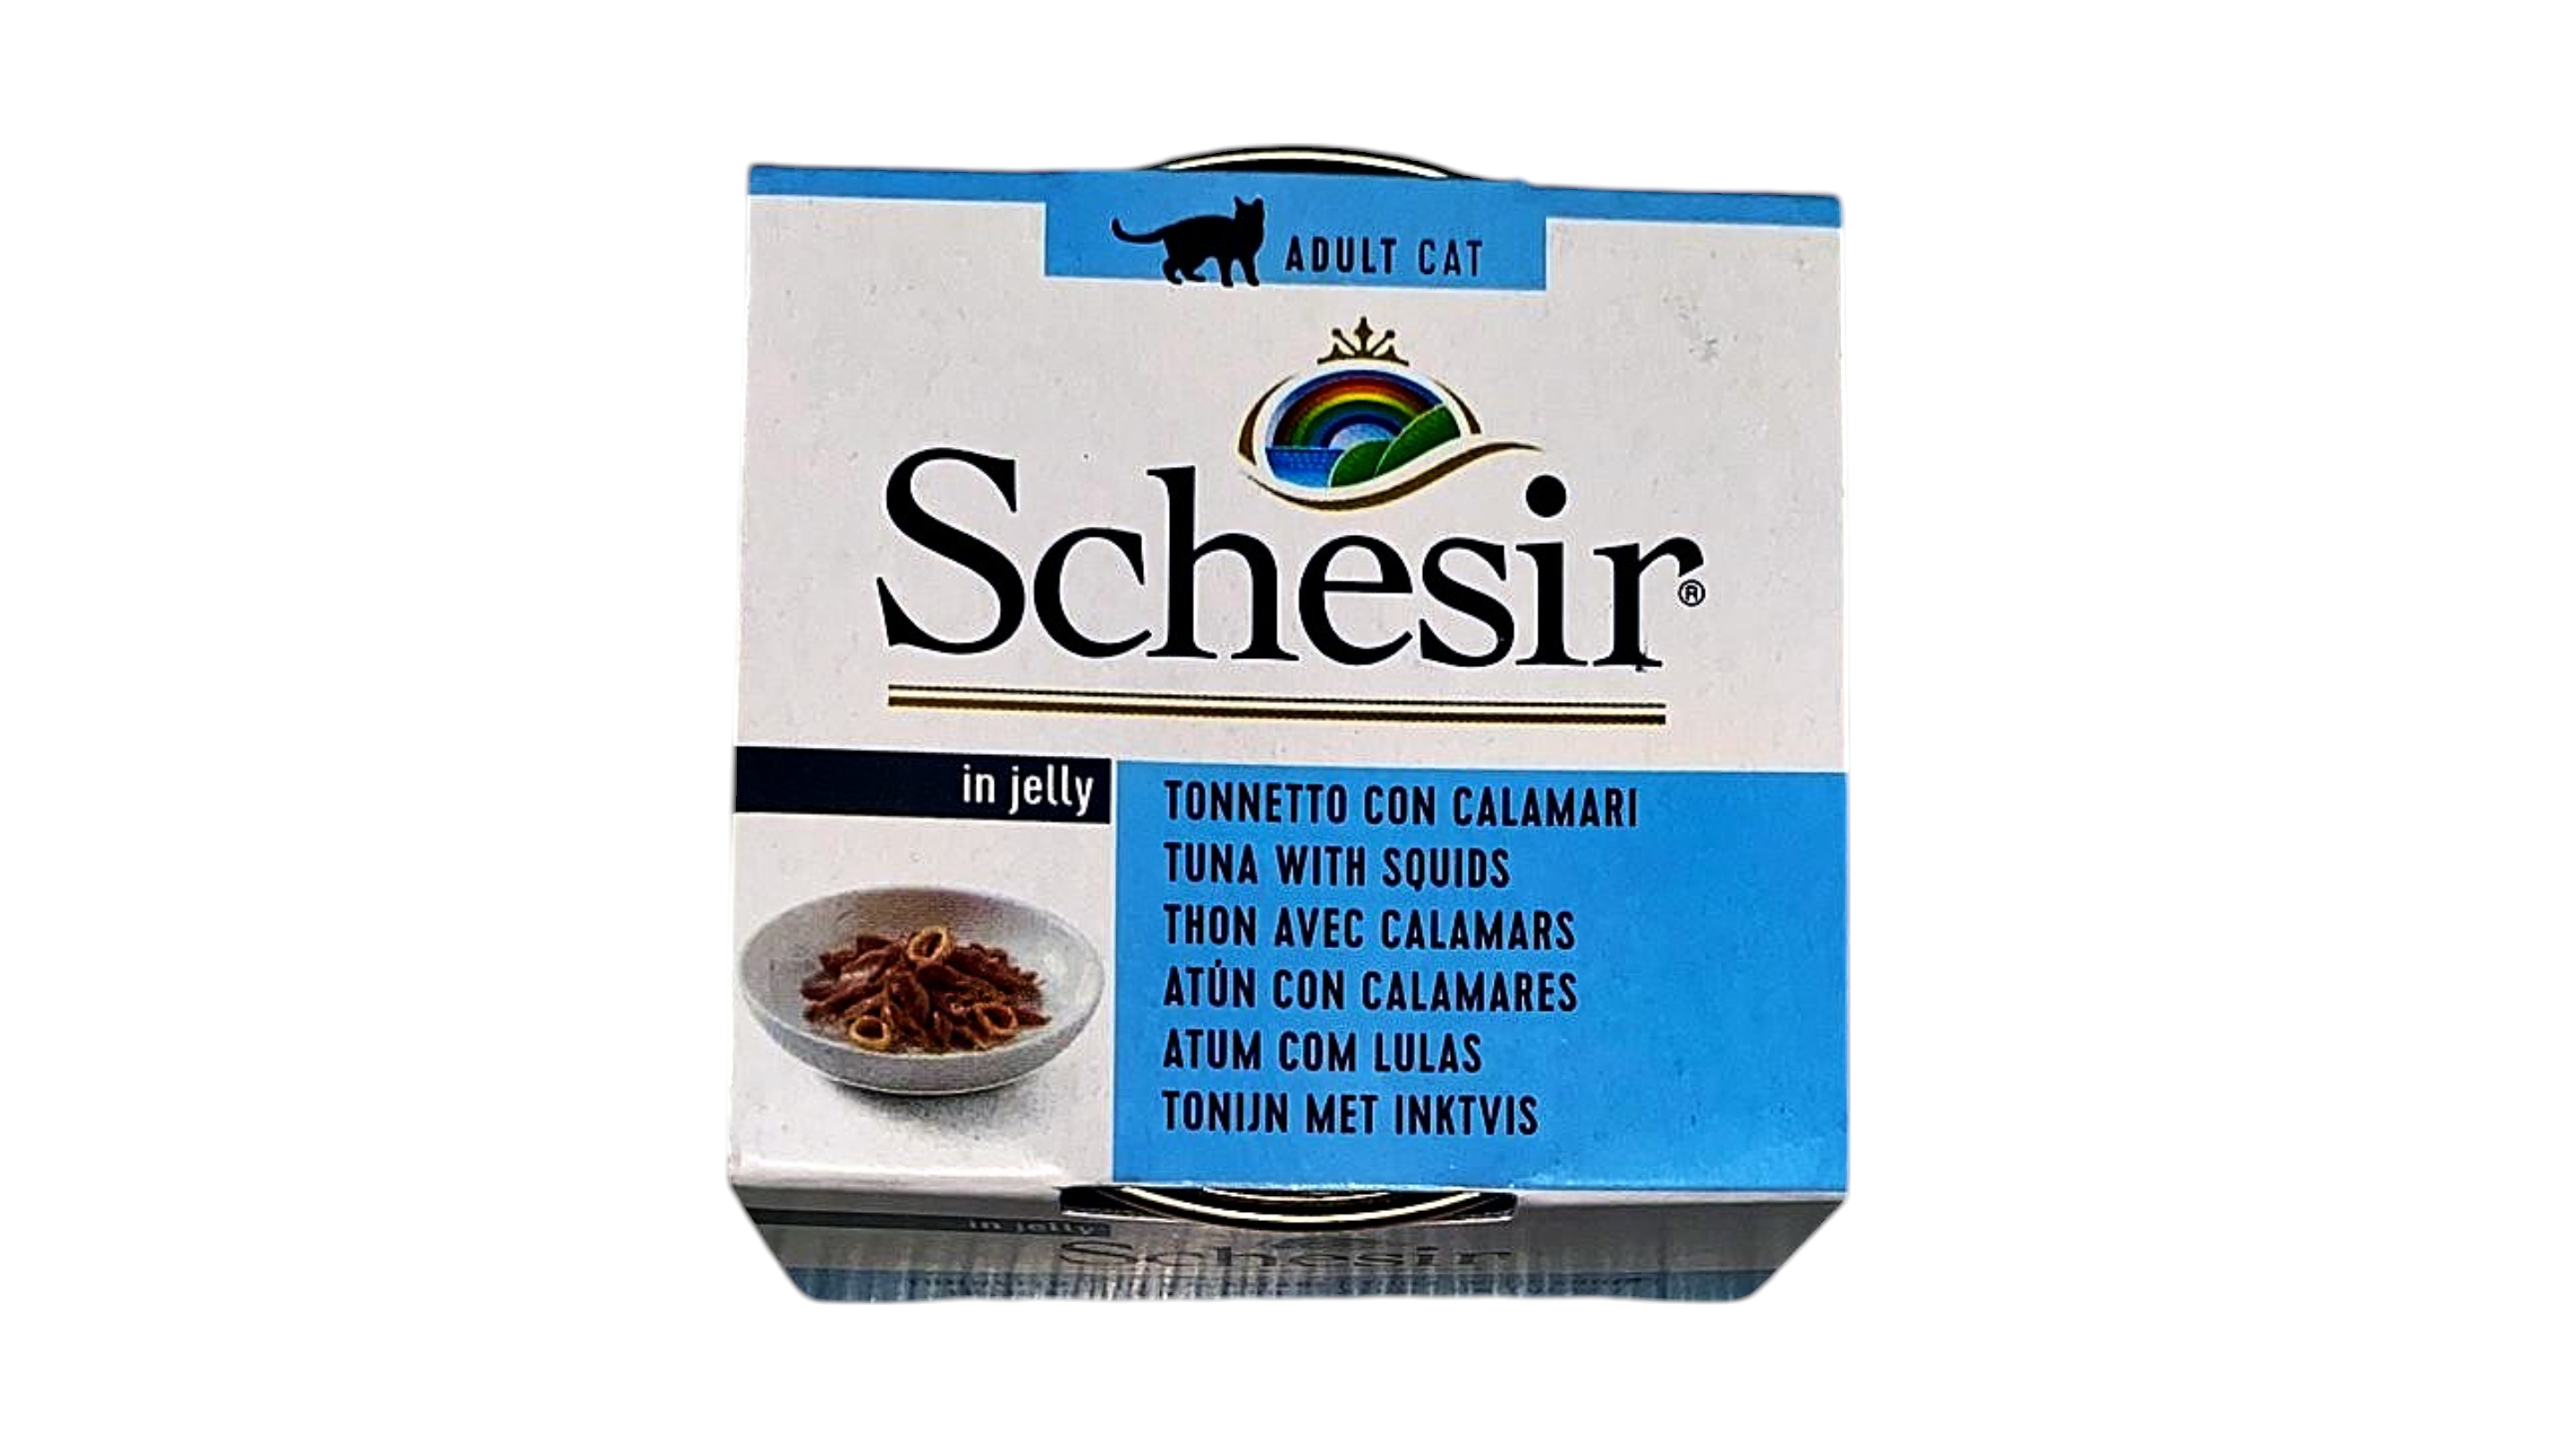 ADULT CAT
Schesir®
in jelly
TONNETTO CON CALAMARI
TUNA WITH SQUIDS
THON AVEC CALAMARS
ATÚN CON CALAMARES
ATUM COM LULAS
TONIJN MET INKTVIS
in jelly
Schesir